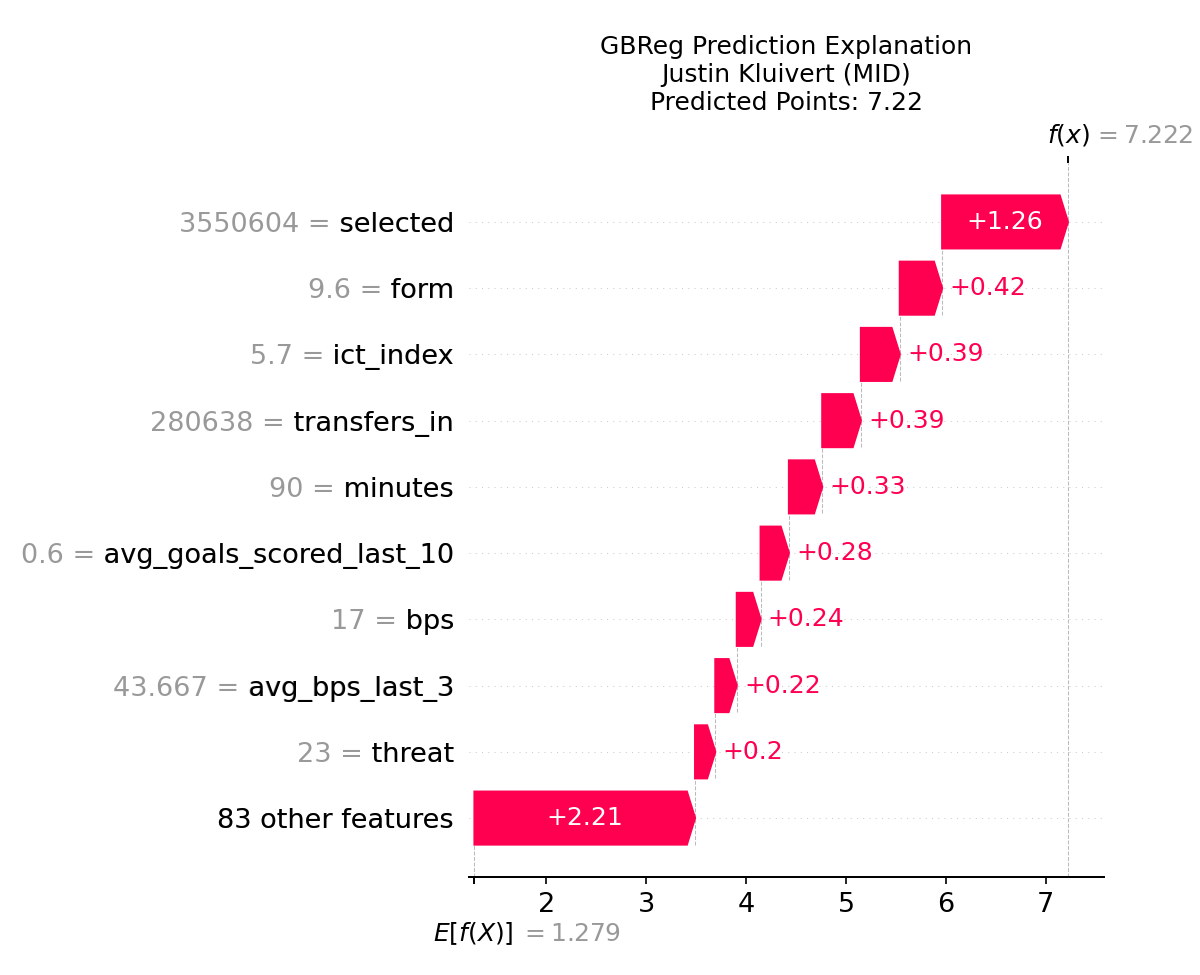 GBReg Prediction Explanation
Justin Kluivert (MID)
Predicted Points: 7.22
f(x) = 7.222
3550604 = selected +1.26
9.6 = form +0.42
5.7 = ict_index +0.39
280638 = transfers_in +0.39
90 = minutes +0.33
0.6 = avg_goals_scored_last_10 +0.28
17 = bps +0.24
43.667 = avg_bps_last_3 +0.22
23 = threat +0.2
83 other features +2.21
2 3 4 5 6 7
E[f(X)] = 1.279